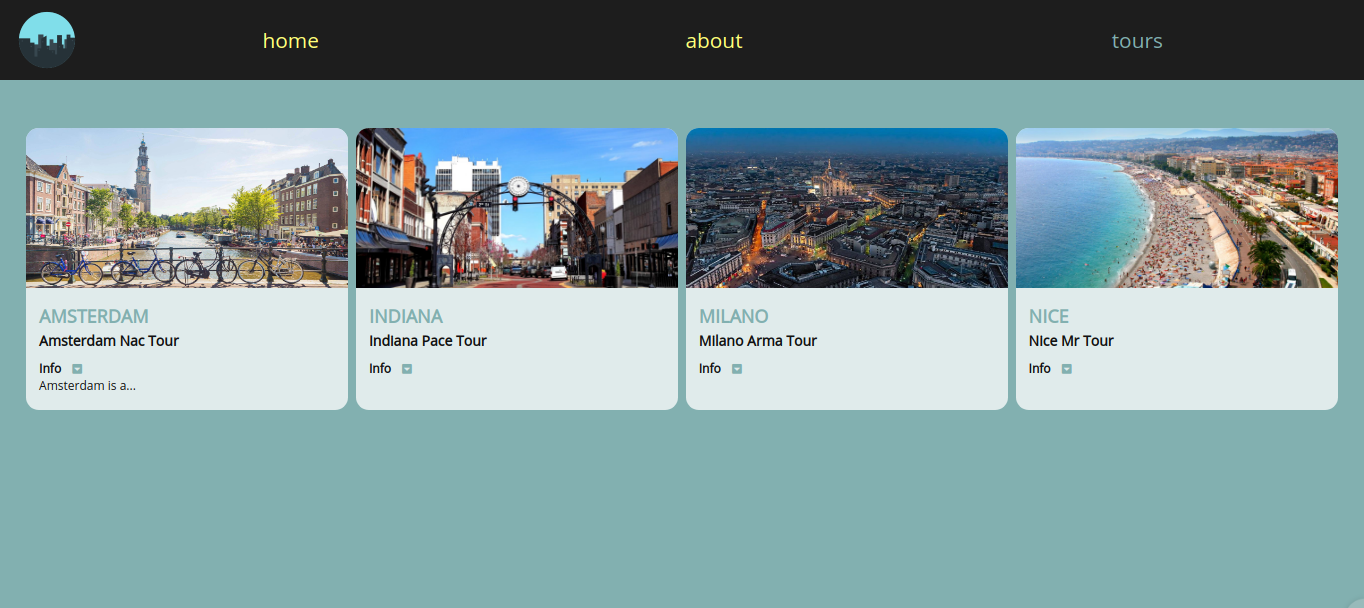 home
about
tours
AMSTERDAM
Amsterdam Nac Tour
Info
Amsterdam is a...
INDIANA
Indiana Pace Tour
Info
MILANO
Milano Arma Tour
Info
NICE
Nice Mr Tour
Info